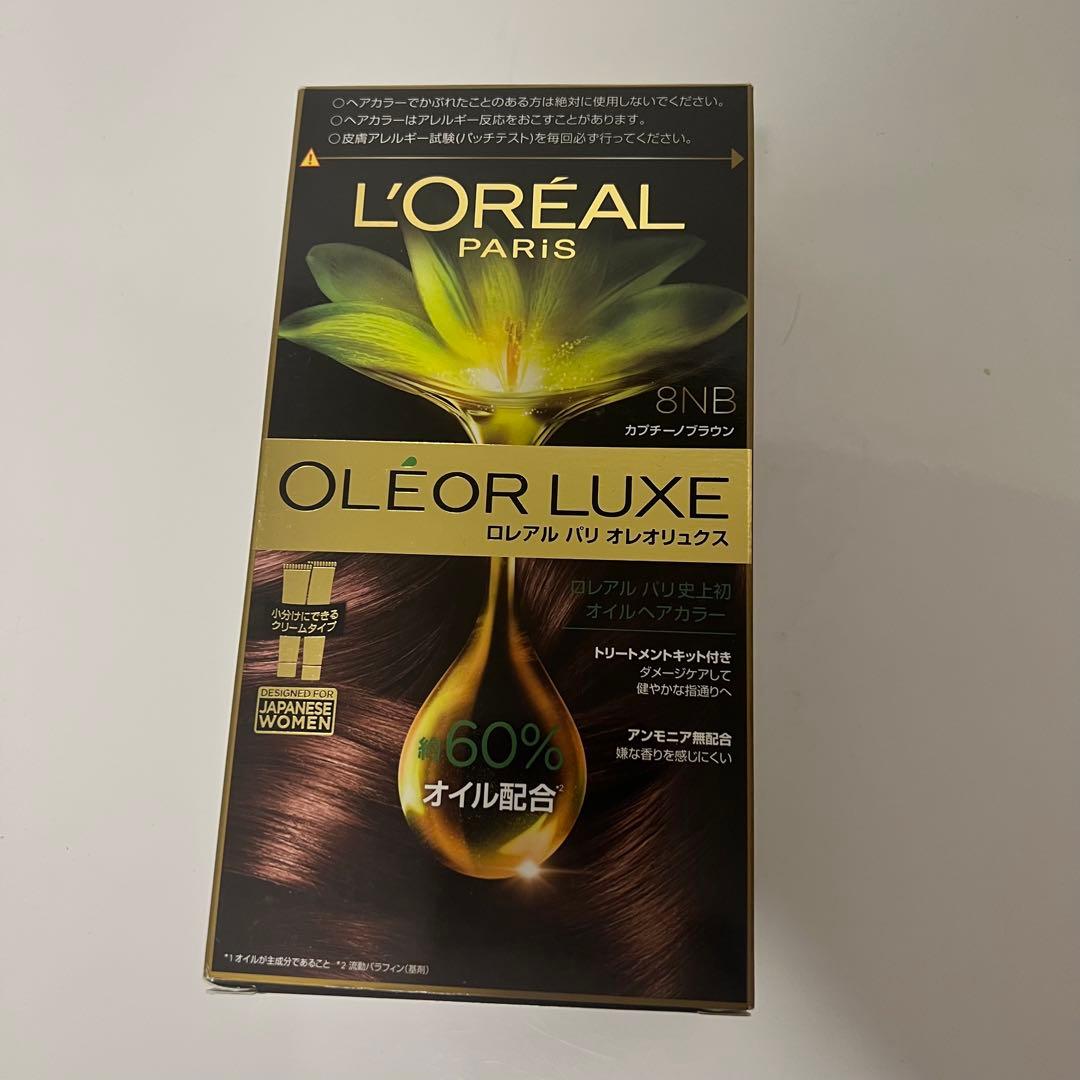 ○ヘアカラーでかぶれたことのある方は絶対に使用しないでください。
○ヘアカラーはアレルギー反応をおこすことがあります。
○皮膚アレルギー試験(パッチテスト)を毎回必ず行ってください。
L'ORÉAL
PARiS
8NB
カプチーノブラウン
OLÉOR LUXE
ロレアル パリ オレオリュクス
ロレアル パリ史上初
オイルヘアカラー
小分けにできる
クリームタイプ
DESIGNED FOR
JAPANESE
WOMEN
トリートメントキット付き
ダメージケアして
健やかな指通りへ
アンモニア無配合
嫌な香りを感じにくい
約60%
オイル配合*2
*1 オイルが主成分であること *2 流動パラフィン(基剤)